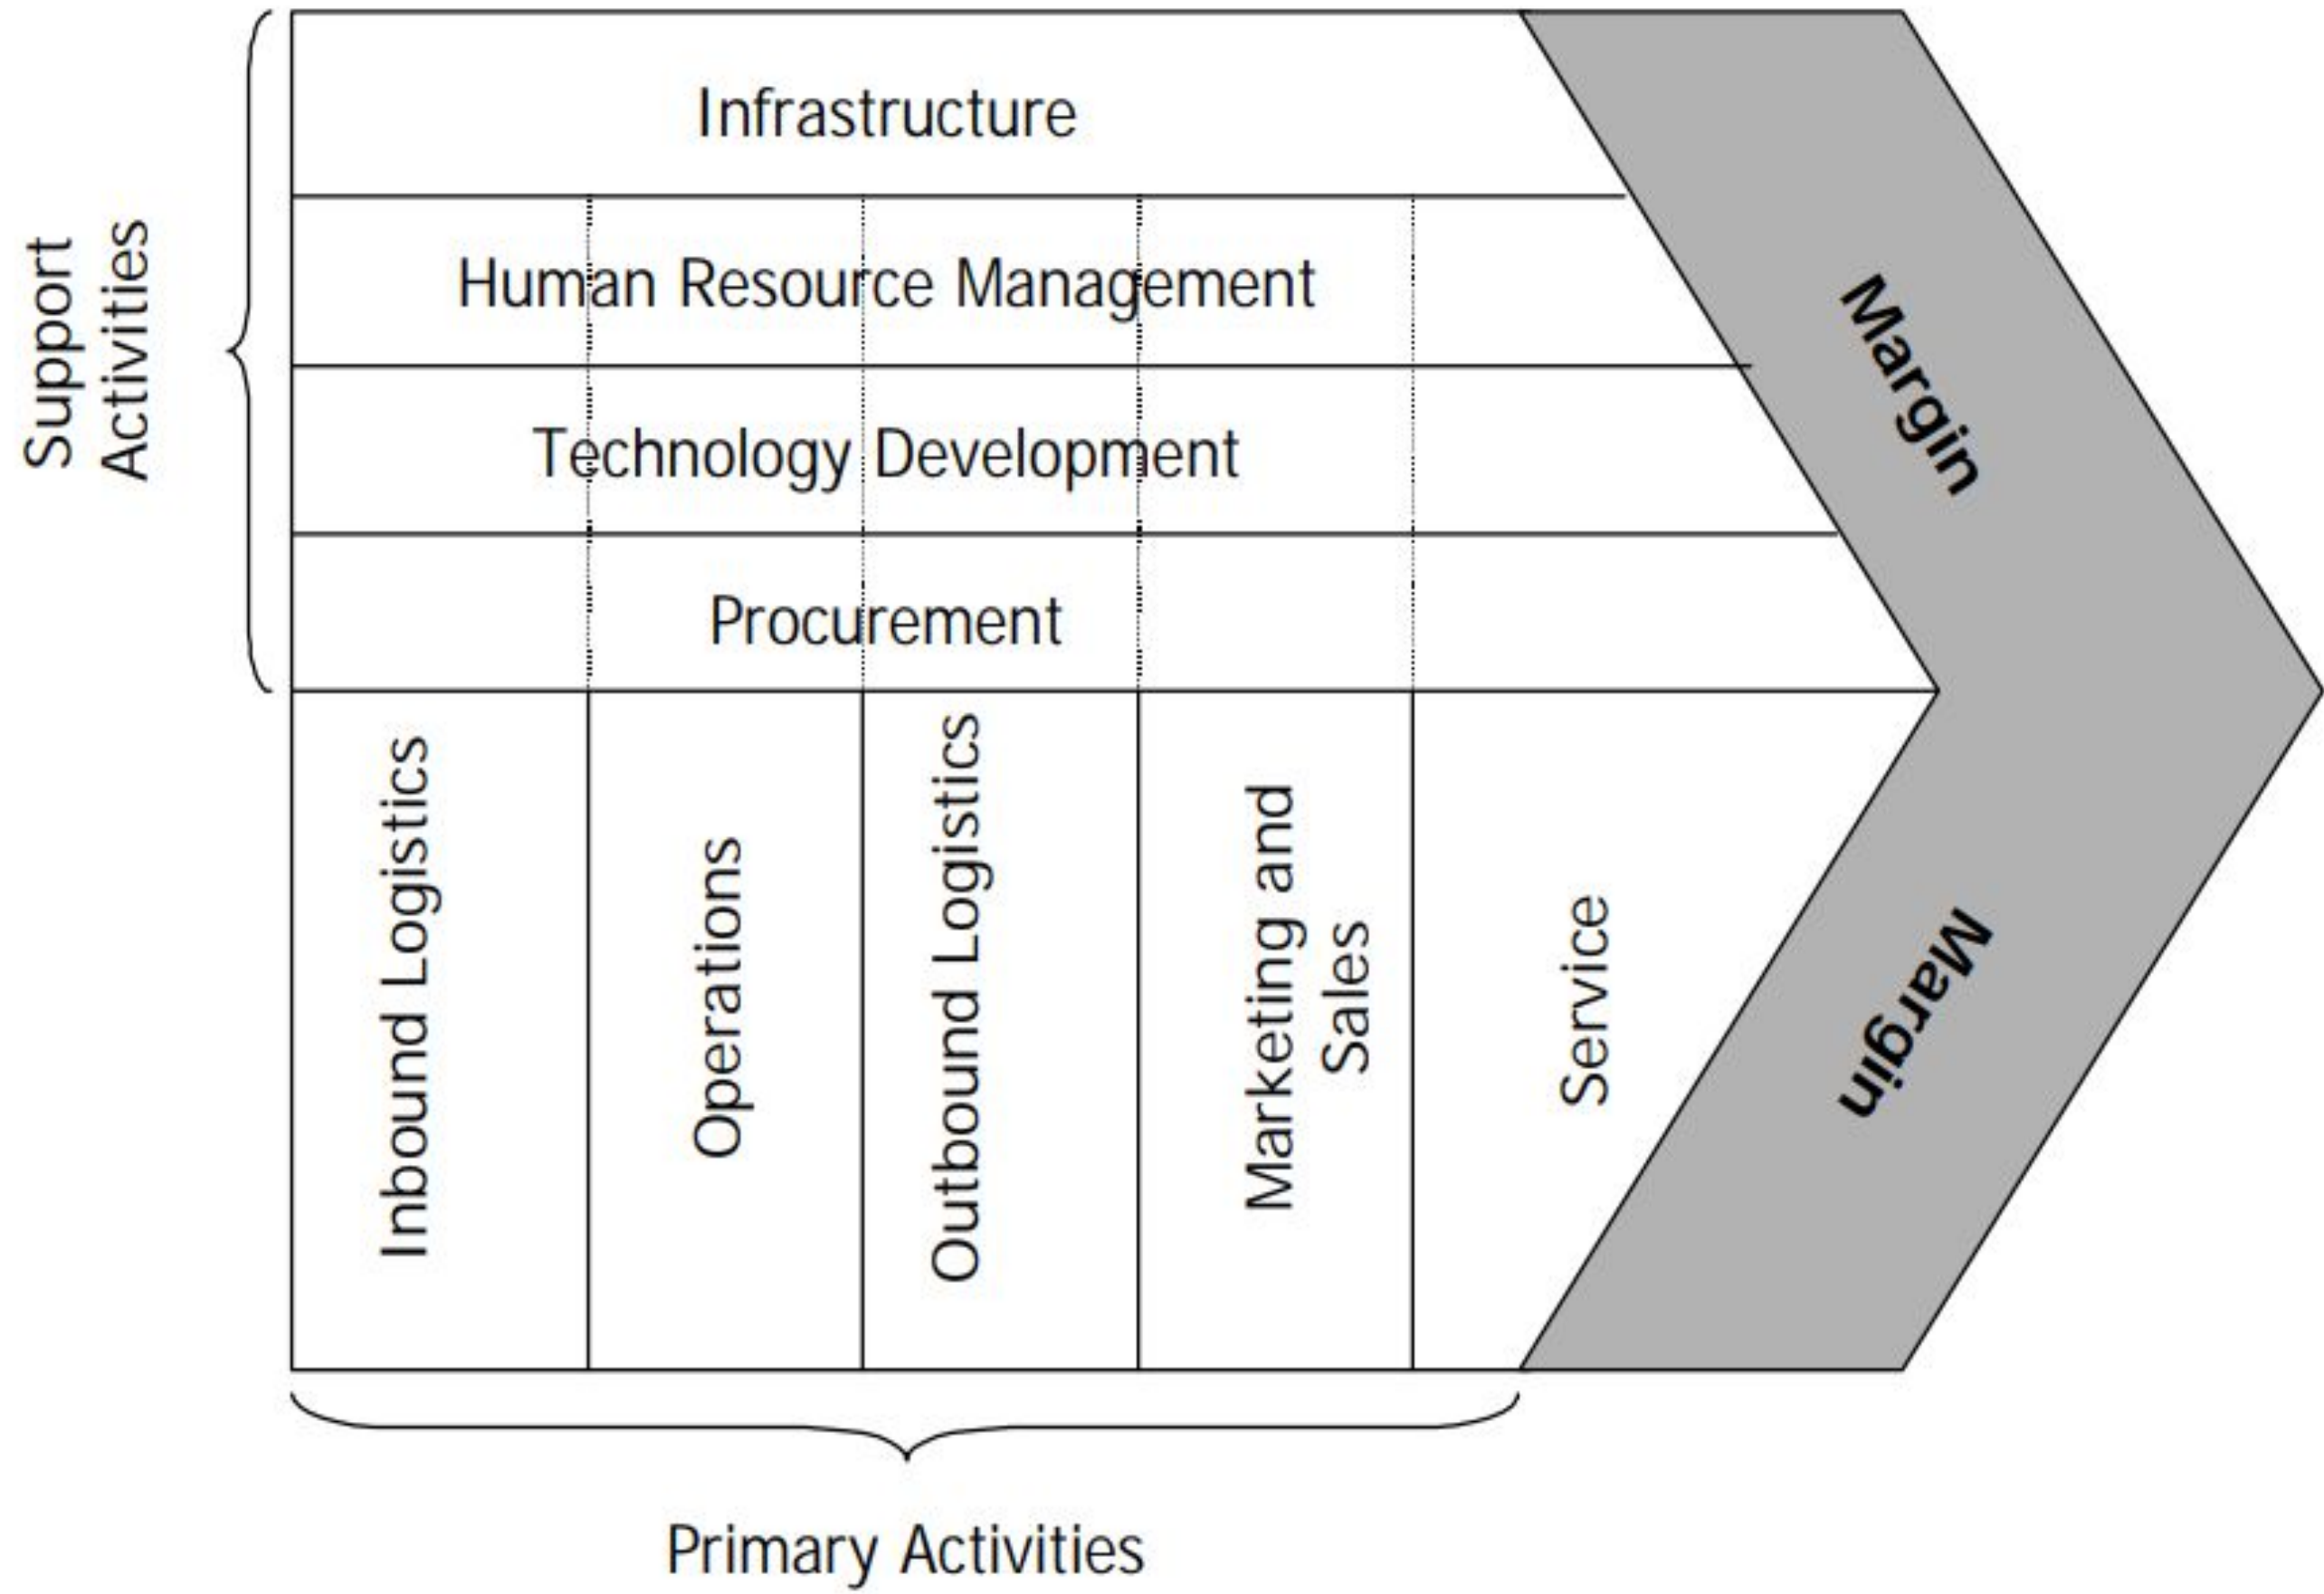 Support
Activities
Infrastructure
Human Resource Management
Technology Development
Procurement
Margin
Inbound Logistics
Operations
Outbound Logistics
Marketing and
Sales
Service
Margin
Primary Activities